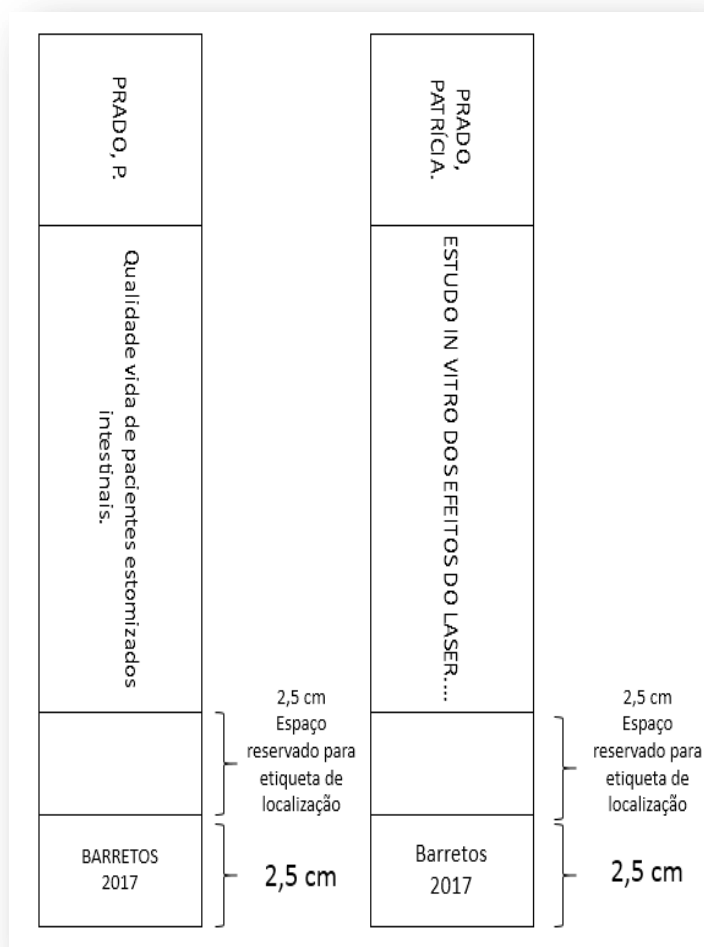 PRADO, P.
Qualidade vida de pacientes estomizados
intestinais.
2,5 cm
Espaço
reservado para
etiqueta de
localização
BARRETOS
2017
2,5 cm
PRADO,
PATRÍCIA.
ESTUDO IN VITRO DOS EFEITOS DO LASER....
2,5 cm
Espaço
reservado para
etiqueta de
localização
Barretos
2017
2,5 cm